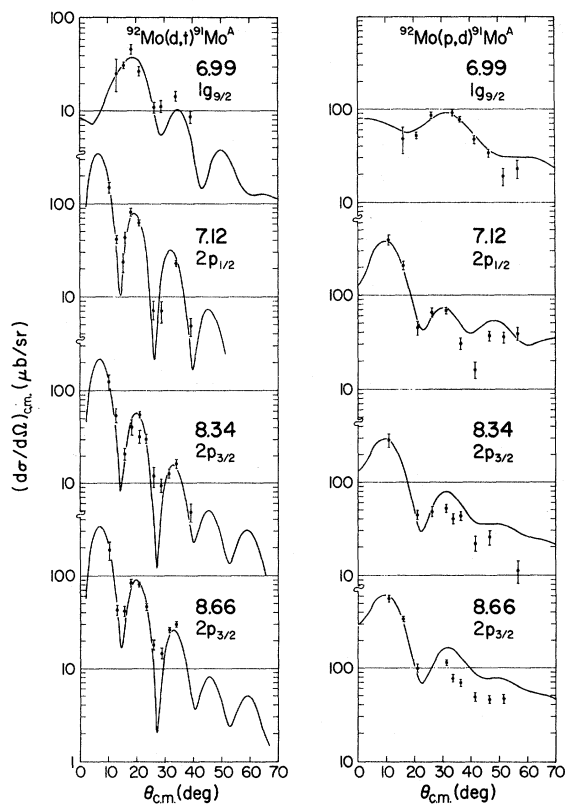 ⁹²Mo(d,t)⁹¹Moᴬ
100
6.99
1g₉/₂
10
100
7.12
2p₁/₂
10
100
8.34
2p₃/₂
10
100
8.66
2p₃/₂
10
1
0 10 20 30 40 50 60 70
θc.m.(deg)
(dσ/dΩ)c.m. (μb/sr)
⁹²Mo(p,d)⁹¹Moᴬ
6.99
1g₉/₂
100
10
7.12
2p₁/₂
100
10
8.34
2p₃/₂
100
10
8.66
2p₃/₂
100
10
0 10 20 30 40 50 60 70
θc.m.(deg)